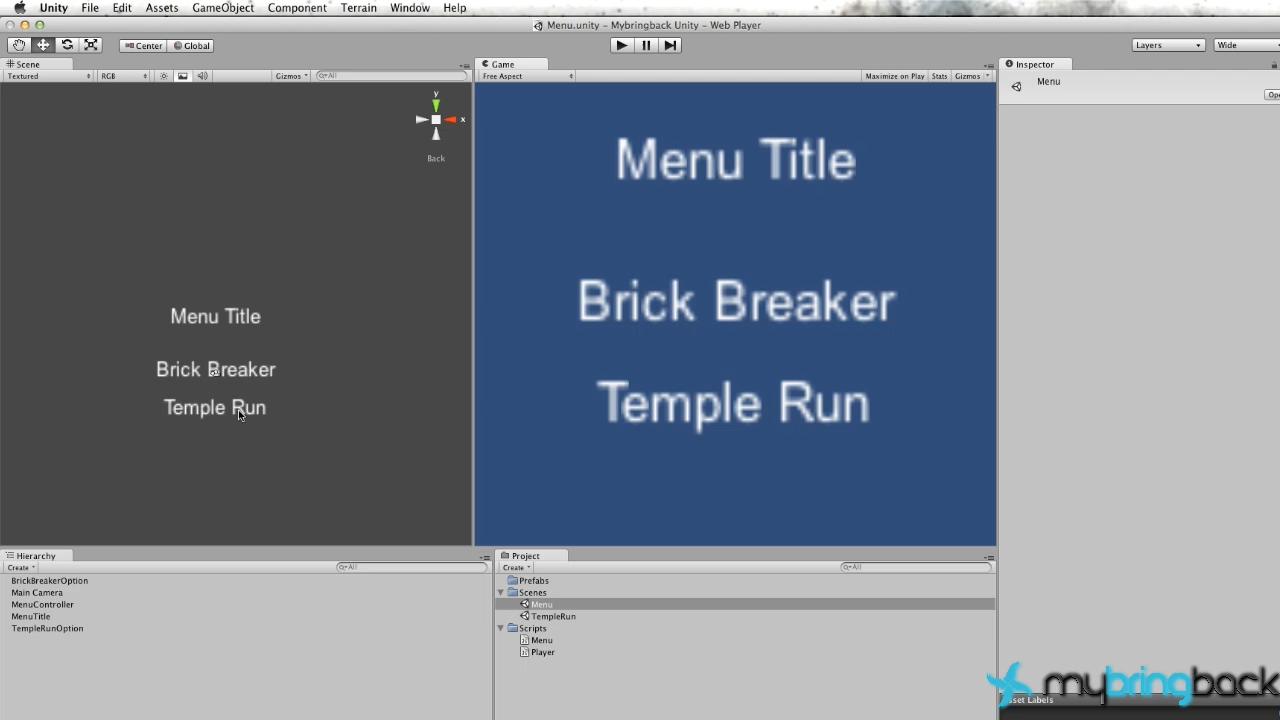 Unity File Edit Assets GameObject Component Terrain Window Help
Menu.unity – Mybringback Unity – Web Player
Center Global Layers Wide
Scene
Game
Inspector
Textured RGB Gizmos All
Free Aspect Maximize on Play Stats Gizmos
Menu
Ope
y
x
Back
Menu Title
Brick Breaker
Temple Run
Menu Title
Brick Breaker
Temple Run
Hierarchy
Create All
BrickBreakerOption
Main Camera
MenuController
MenuTitle
TempleRunOption
Project
Create All
Prefabs
Scenes
Menu
TempleRun
Scripts
Menu
Player
mybringback
Asset Labels